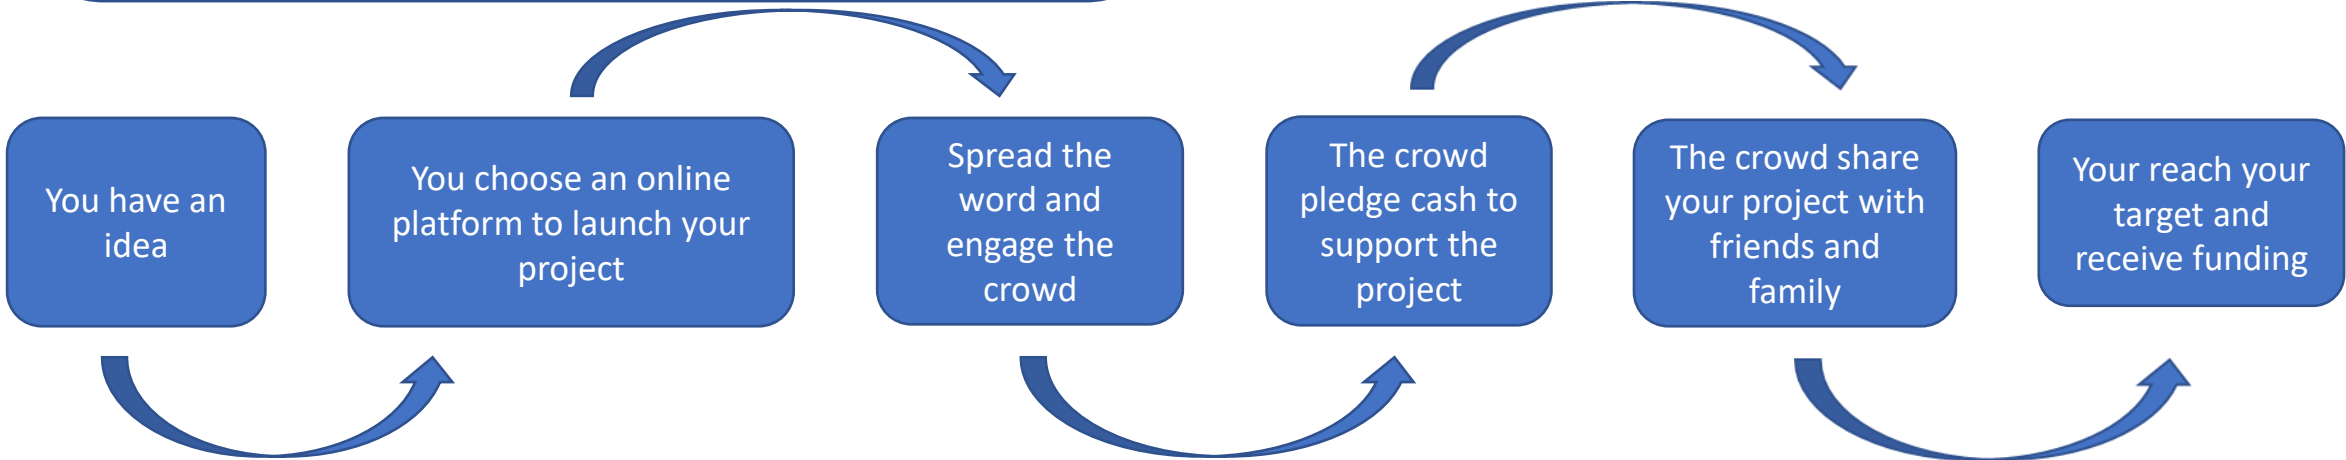 You have an
idea
You choose an online
platform to launch your
project
Spread the
word and
engage the
crowd
The crowd
pledge cash to
support the
project
The crowd share
your project with
friends and
family
Your reach your
target and
receive funding